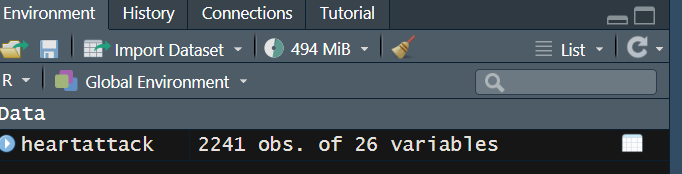 Environment History Connections Tutorial
Import Dataset 494 MiB List
R Global Environment
Data
heartattack 2241 obs. of 26 variables